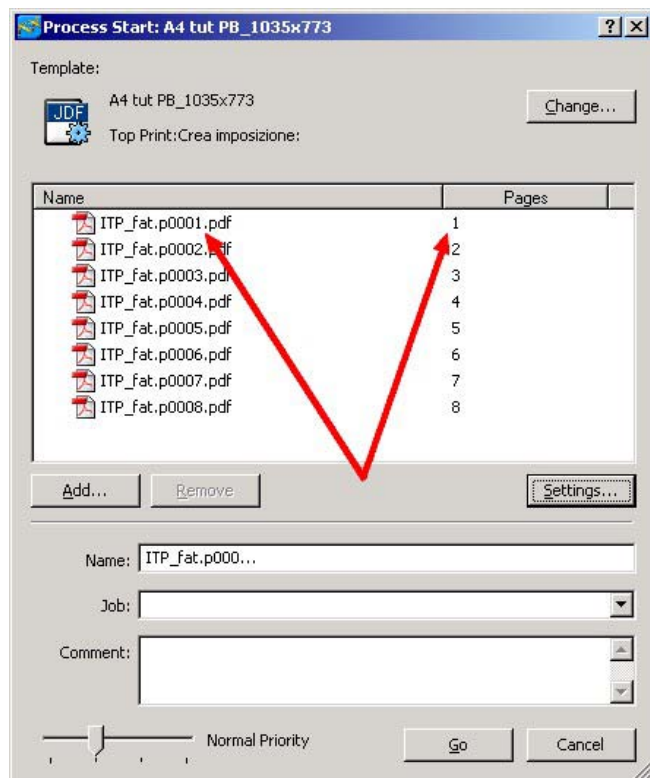 Process Start: A4 tut PB_1035x773
Template:
JDF
A4 tut PB_1035x773
Change...
Top Print:Crea imposizione:
Name Pages
ITP_fat.p0001.pdf 1
ITP_fat.p0002.pdf 2
ITP_fat.p0003.pdf 3
ITP_fat.p0004.pdf 4
ITP_fat.p0005.pdf 5
ITP_fat.p0006.pdf 6
ITP_fat.p0007.pdf 7
ITP_fat.p0008.pdf 8
Add... Remove Settings...
Name: ITP_fat.p000...
Job:
Comment:
Normal Priority Go Cancel